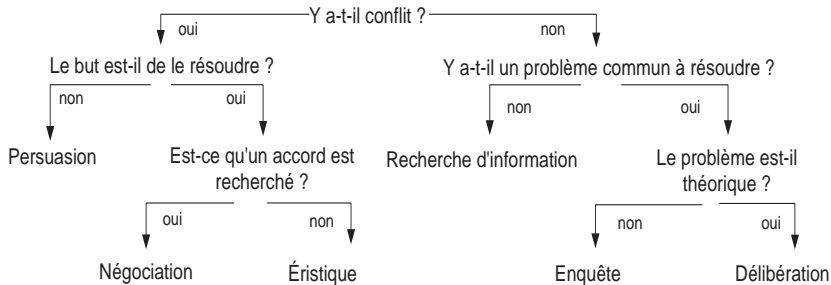 Y a-t-il conflit ?
oui
non
Le but est-il de le résoudre ?
Y a-t-il un problème commun à résoudre ?
non
oui
non
oui
Persuasion
Est-ce qu'un accord est
recherché ?
Recherche d'information
Le problème est-il
théorique ?
oui
non
non
oui
Négociation
Éristique
Enquête
Délibération